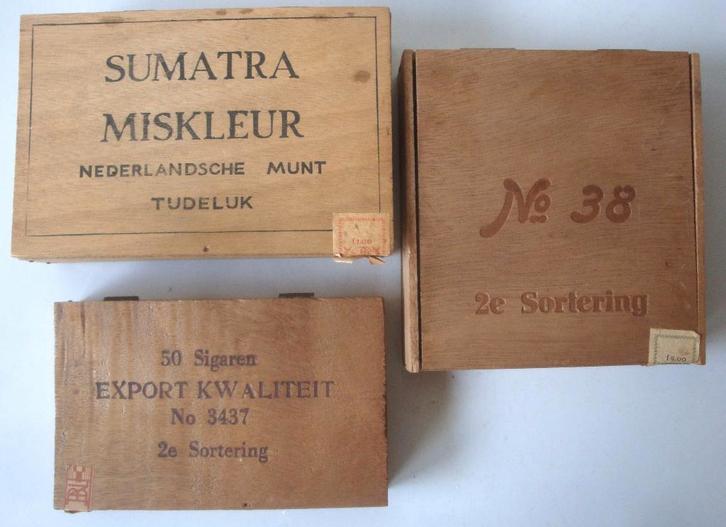 SUMATRA
MISKLEUR
NEDERLANDSCHE MUNT
TUDELUK
No 38
2e Sortering
50 Sigaren
EXPORT KWALITEIT
No 3437
2e Sortering